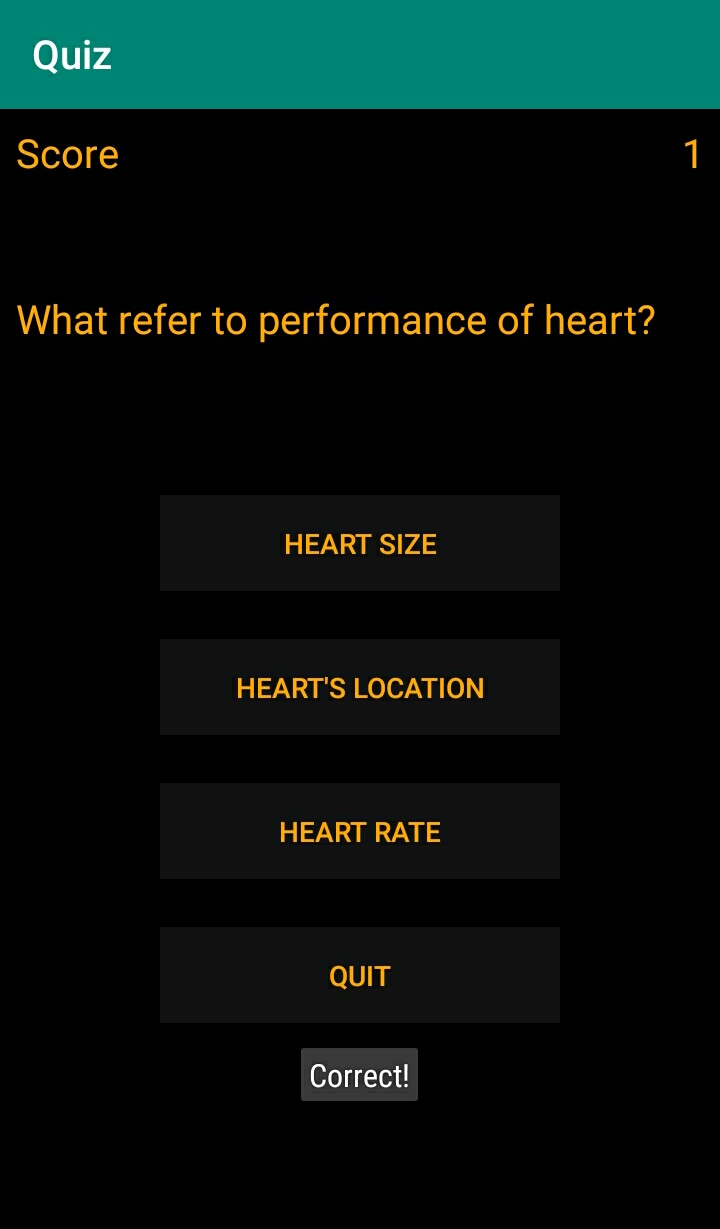 Quiz
Score 1
What refer to performance of heart?
HEART SIZE
HEART'S LOCATION
HEART RATE
QUIT
Correct!